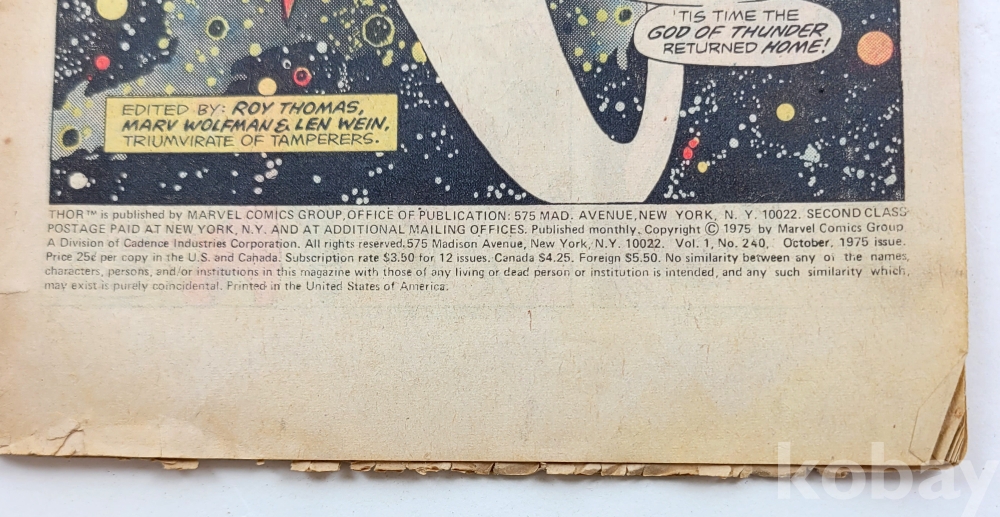 'TIS TIME THE
GOD OF THUNDER
RETURNED HOME!
EDITED BY: ROY THOMAS,
MARV WOLFMAN & LEN WEIN,
TRIUMVIRATE OF TAMPERERS.
THOR™ is published by MARVEL COMICS GROUP, OFFICE OF PUBLICATION: 575 MAD. AVENUE, NEW YORK, N. Y. 10022. SECOND CLASS
POSTAGE PAID AT NEW YORK, N.Y. AND AT ADDITIONAL MAILING OFFICES. Published monthly. Copyright © 1975 by Marvel Comics Group
A Division of Cadence Industries Corporation. All rights reserved. 575 Madison Avenue, New York, N.Y. 10022. Vol. 1, No. 240, October, 1975 issue.
Price 25¢ per copy in the U.S. and Canada. Subscription rate $3.50 for 12 issues. Canada $4.25. Foreign $5.50. No similarity between any of the names,
characters, persons, and/or institutions in this magazine with those of any living or dead person or institution is intended, and any such similarity which,
may exist is purely coincidental. Printed in the United States of America.
kobay